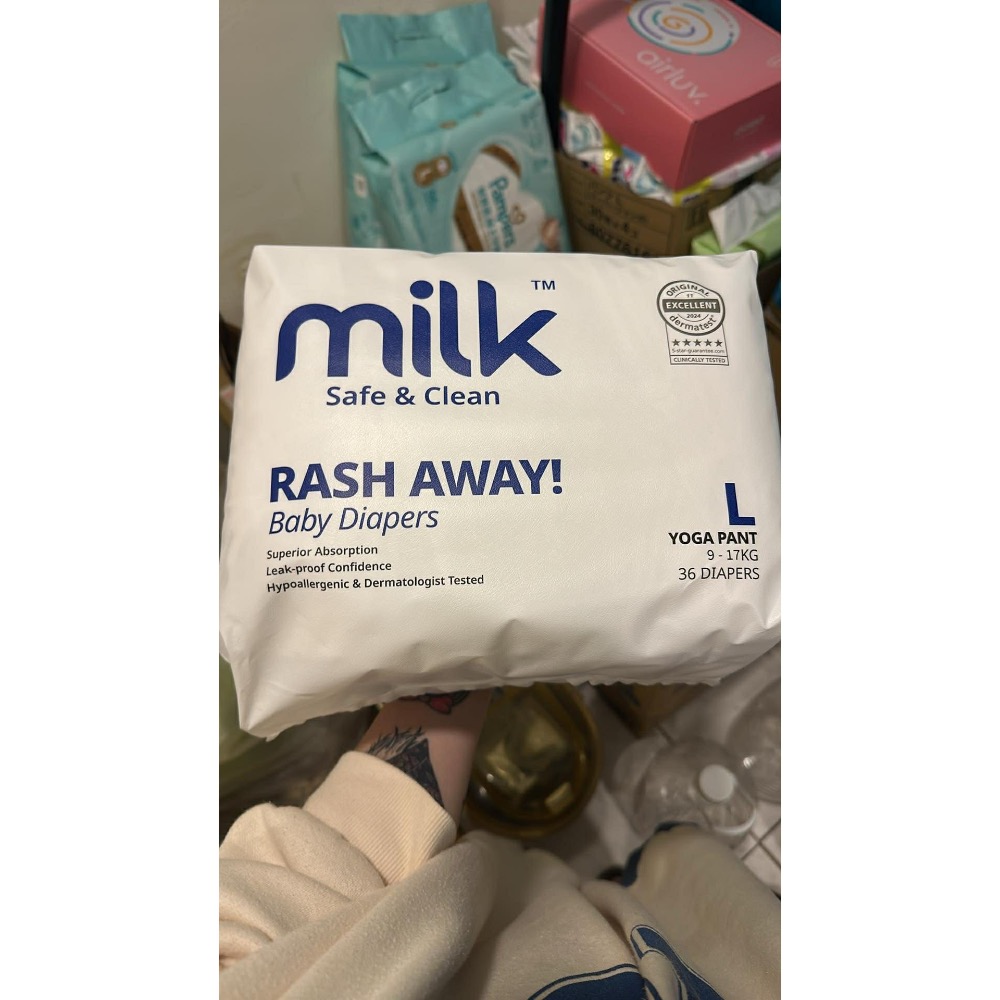 airluv.
Pampers
milk™
Safe & Clean
ORIGINAL
EXCELLENT
2024
dermatest
5-star-guarantee.com
CLINICALLY TESTED
RASH AWAY!
Baby Diapers
Superior Absorption
Leak-proof Confidence
Hypoallergenic & Dermatologist Tested
L
YOGA PANT
9 - 17KG
36 DIAPERS